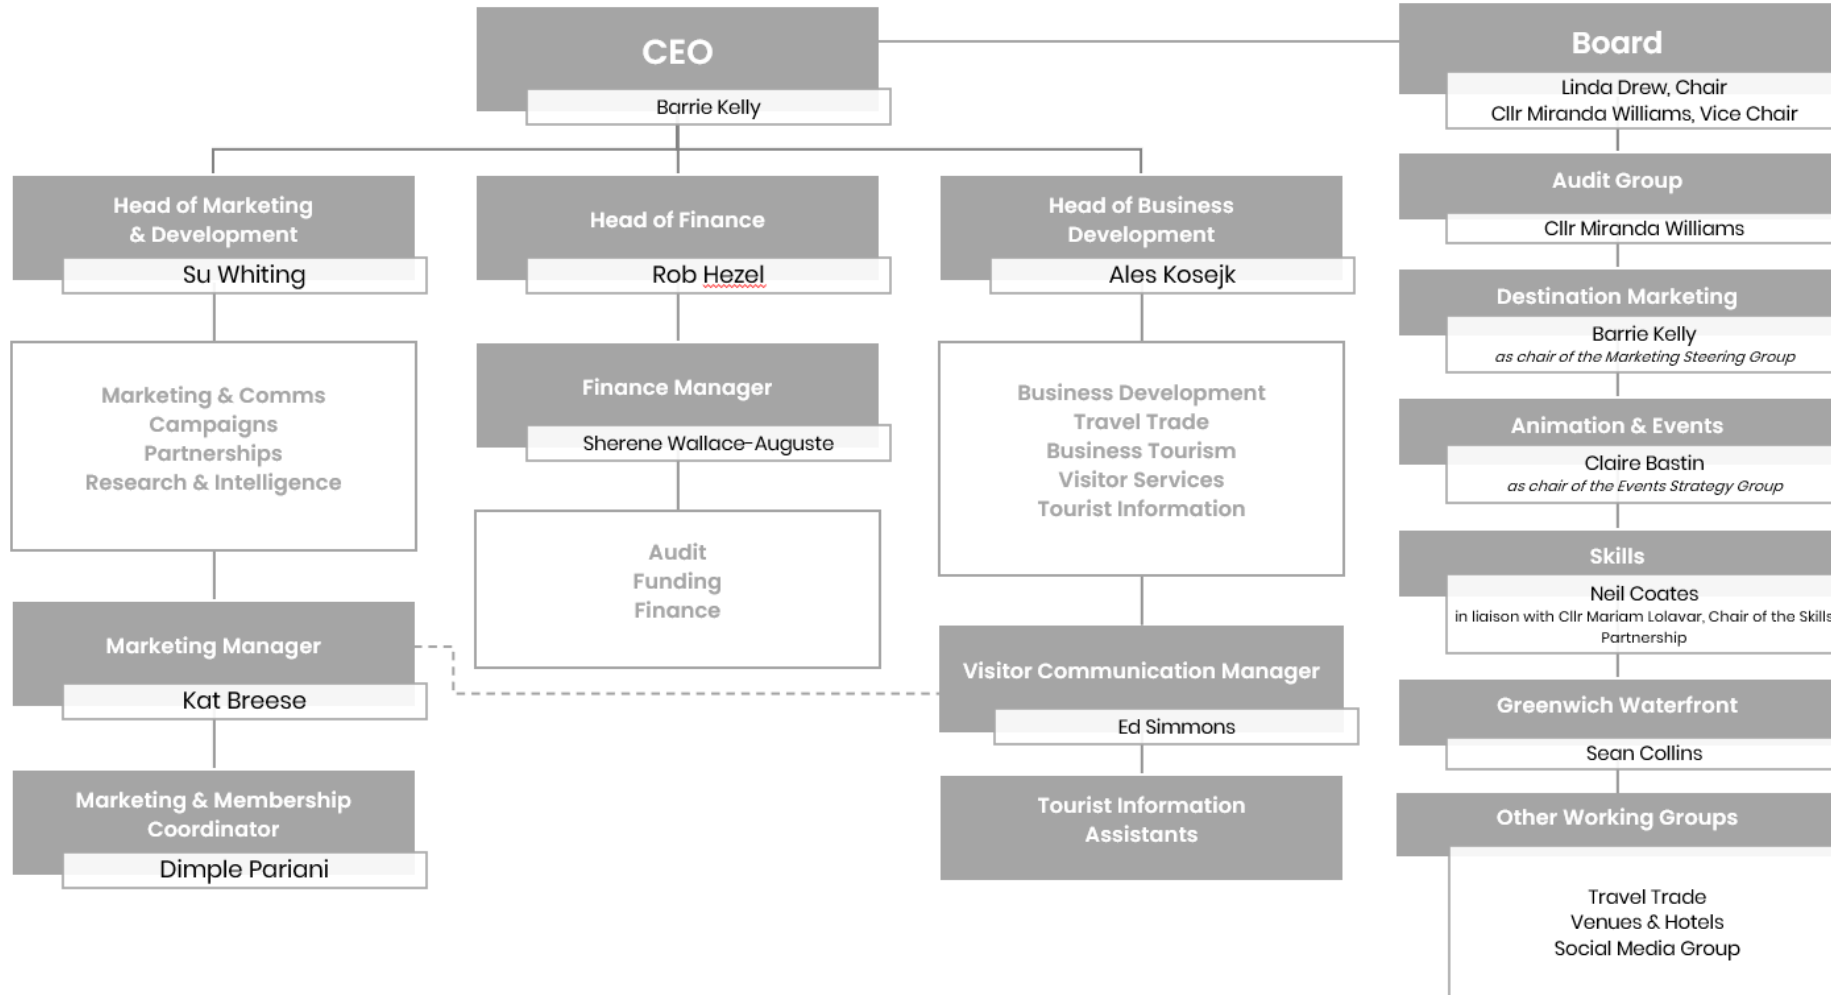 CEO
Barrie Kelly
Board
Linda Drew, Chair
Cllr Miranda Williams, Vice Chair
Head of Marketing
& Development
Su Whiting
Marketing & Comms
Campaigns
Partnerships
Research & Intelligence
Marketing Manager
Kat Breese
Marketing & Membership
Coordinator
Dimple Pariani
Head of Finance
Rob Hezel
Finance Manager
Sherene Wallace-Auguste
Audit
Funding
Finance
Head of Business
Development
Ales Kosejk
Business Development
Travel Trade
Business Tourism
Visitor Services
Tourist Information
Visitor Communication Manager
Ed Simmons
Tourist Information
Assistants
Audit Group
Cllr Miranda Williams
Destination Marketing
Barrie Kelly
as chair of the Marketing Steering Group
Animation & Events
Claire Bastin
as chair of the Events Strategy Group
Skills
Neil Coates
in liaison with Cllr Mariam Lolavar, Chair of the Skills
Partnership
Greenwich Waterfront
Sean Collins
Other Working Groups
Travel Trade
Venues & Hotels
Social Media Group